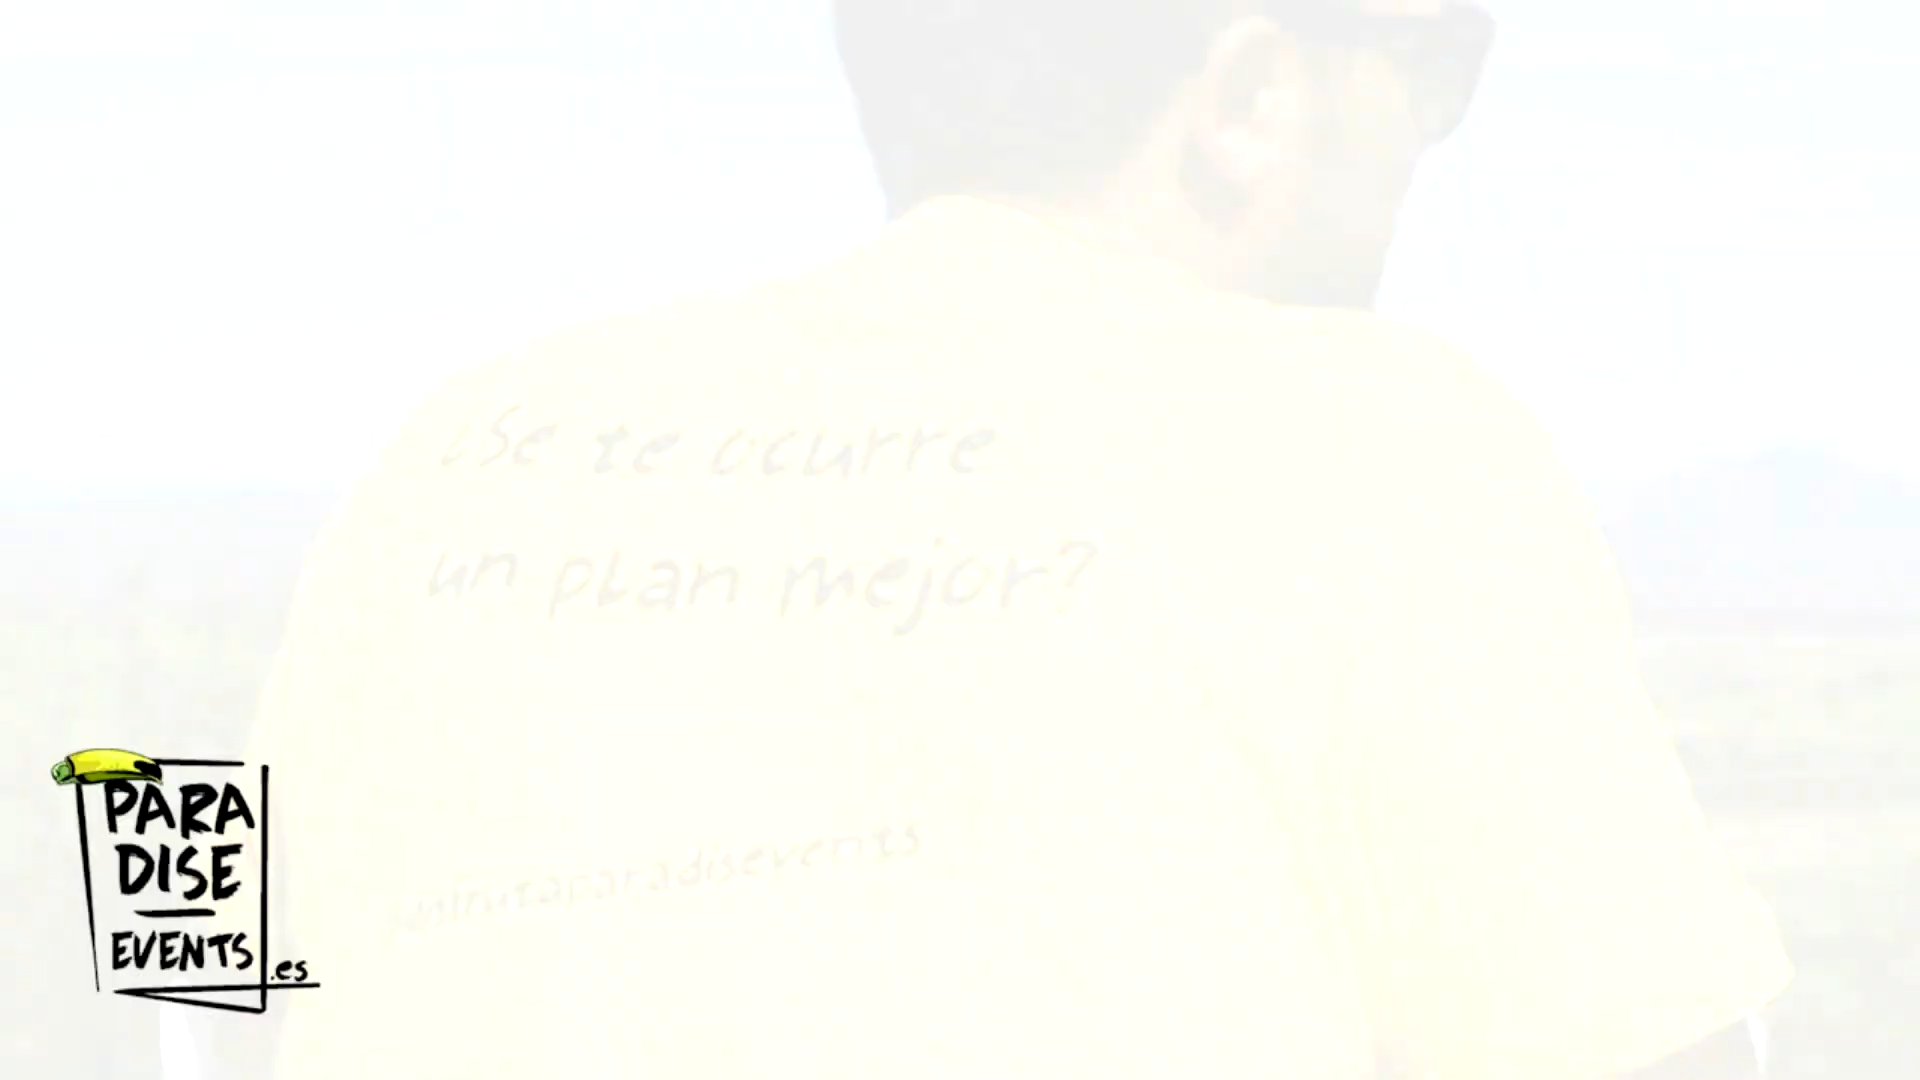 ¿Se te ocurre
un plan mejor?
PARA
DISE
EVENTS
.es